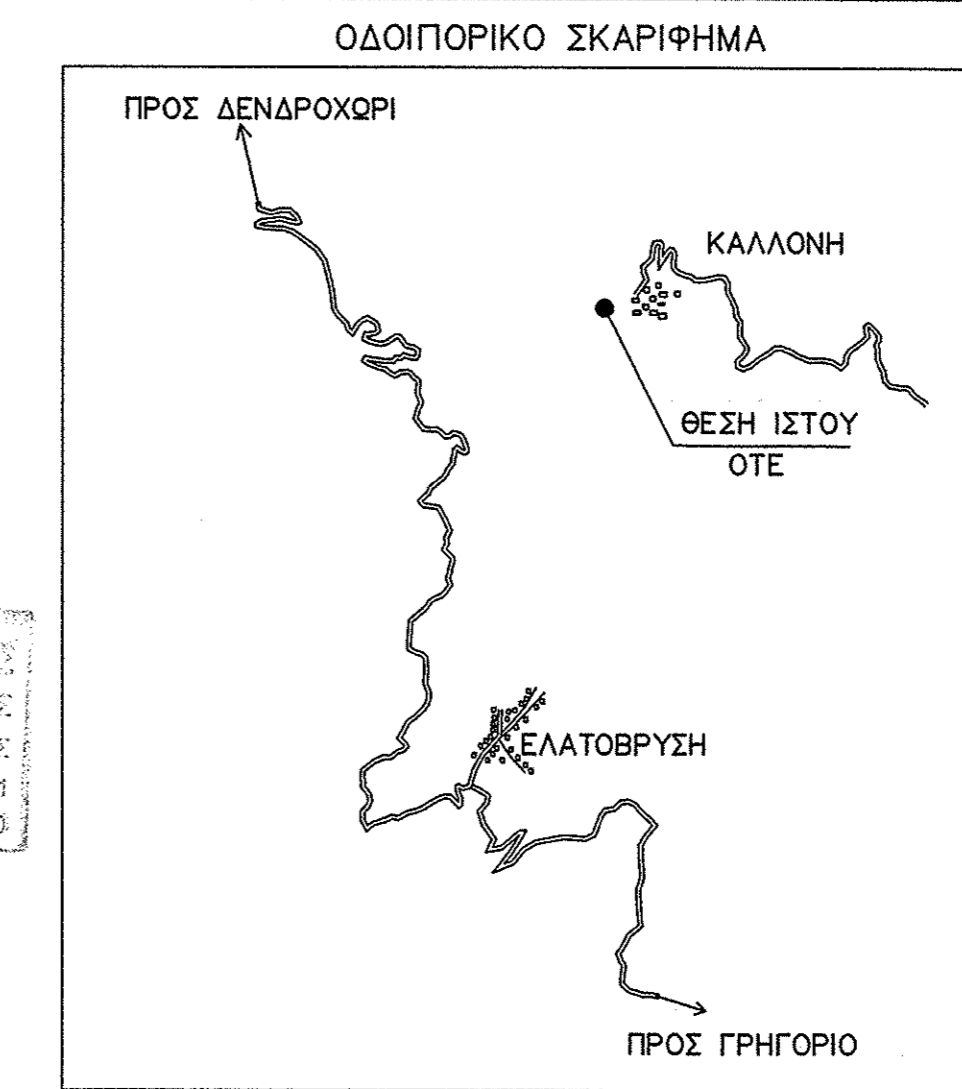 ΟΔΟΙΠΟΡΙΚΟ ΣΚΑΡΙΦΗΜΑ
ΠΡΟΣ ΔΕΝΔΡΟΧΩΡΙ
ΚΑΛΛΟΝΗ
ΘΕΣΗ ΙΣΤΟΥ
ΟΤΕ
ΕΛΑΤΟΒΡΥΣΗ
ΠΡΟΣ ΓΡΗΓΟΡΙΟ